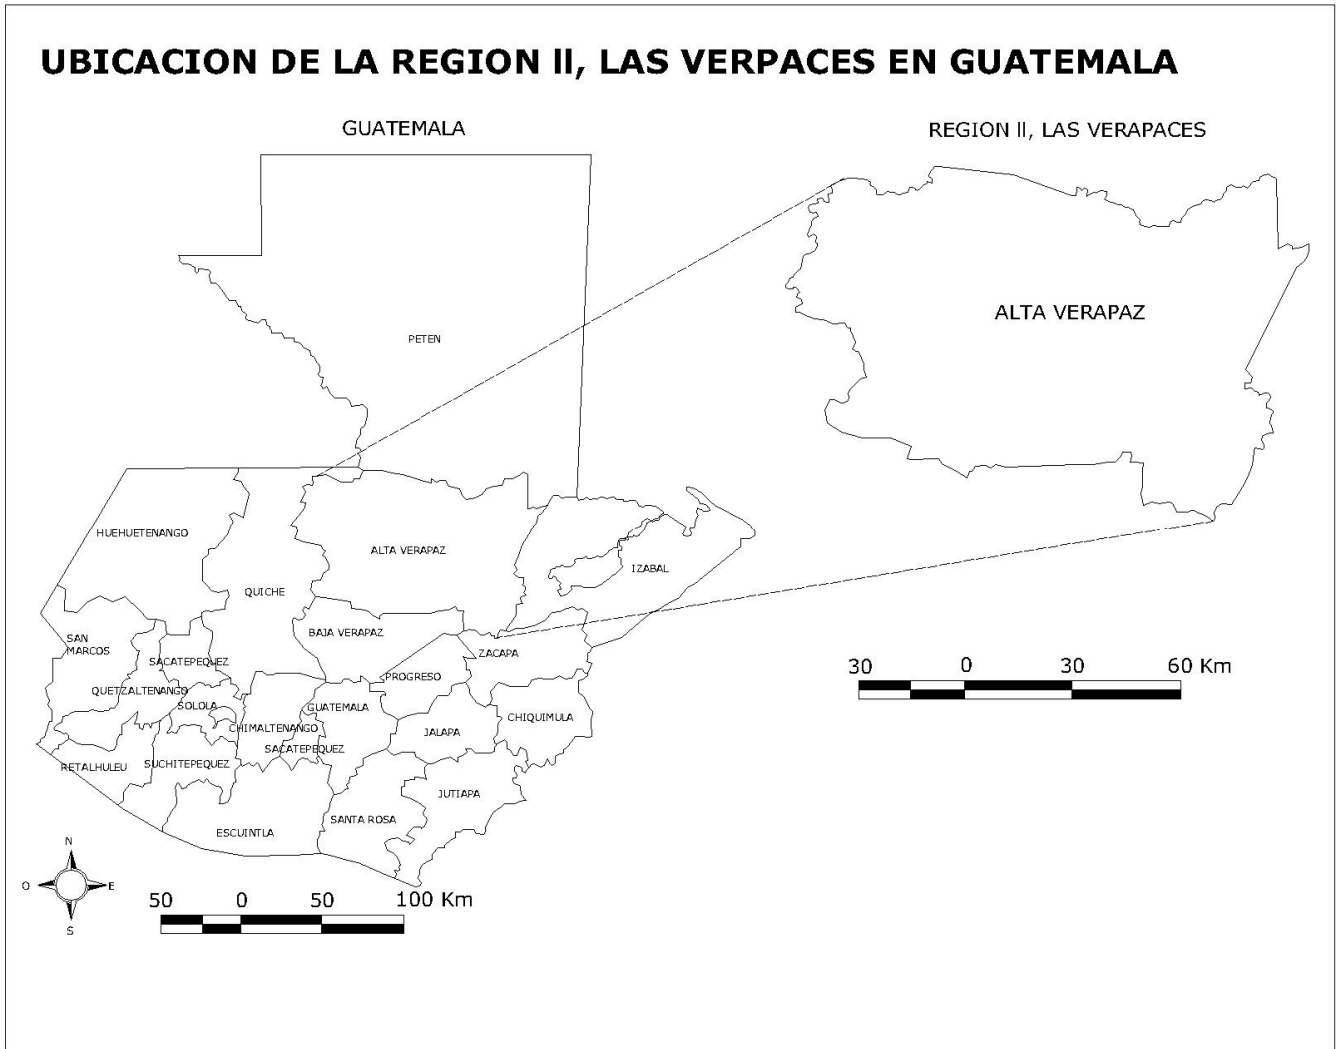 UBICACION DE LA REGION II, LAS VERPACES EN GUATEMALA
GUATEMALA
REGION II, LAS VERAPACES
ALTA VERAPAZ
PETEN
HUEHUETENANGO
ALTA VERAPAZ
IZABAL
QUICHE
BAJA VERAPAZ
SAN
MARCOS
SACATEPEQUEZ
ZACAPA
PROGRESO
QUETZALTENANGO
SOLOLA
GUATEMALA
CHIQUIMULA
CHIMALTENANGO
JALAPA
SACATEPEQUEZ
RETALHULEU
SUCHITEPEQUEZ
JUTIAPA
SANTA ROSA
ESCUINTLA
30 0 30 60 Km
N
O E
S
50 0 50 100 Km